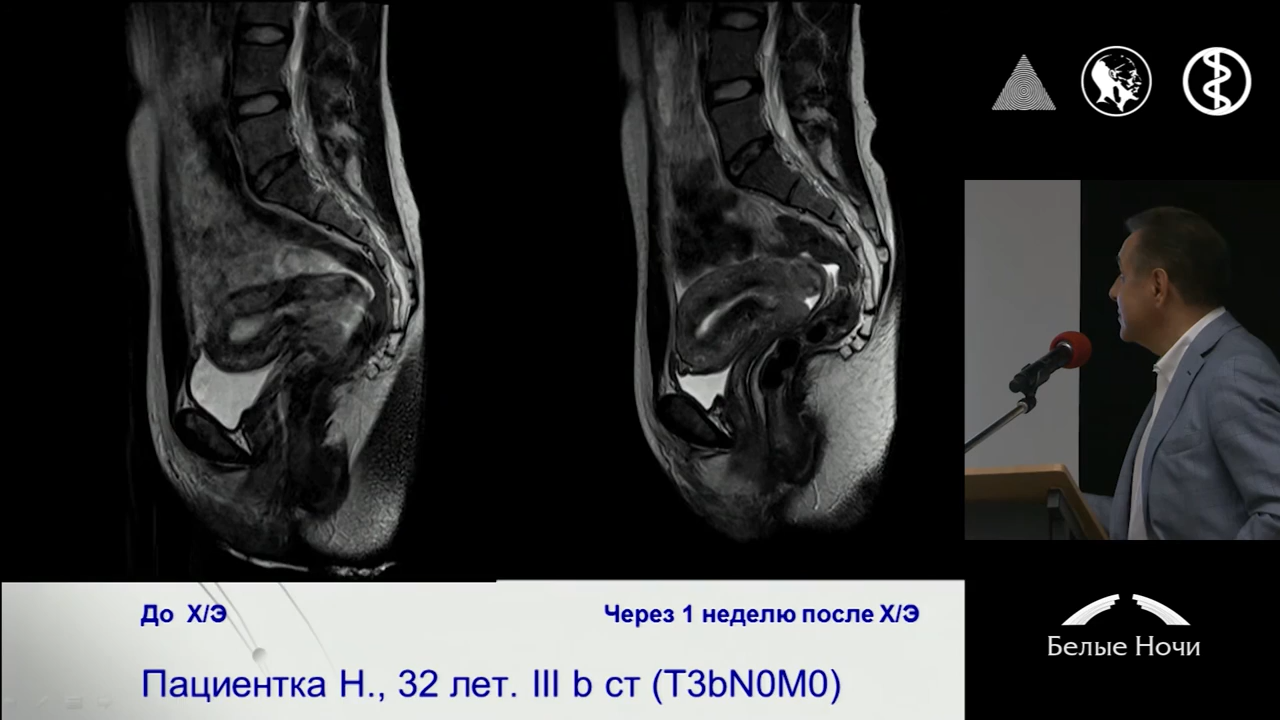 До Х/Э
Через 1 неделю после Х/Э
Пациентка Н., 32 лет. III b ст (T3bN0M0)
Белые Ночи